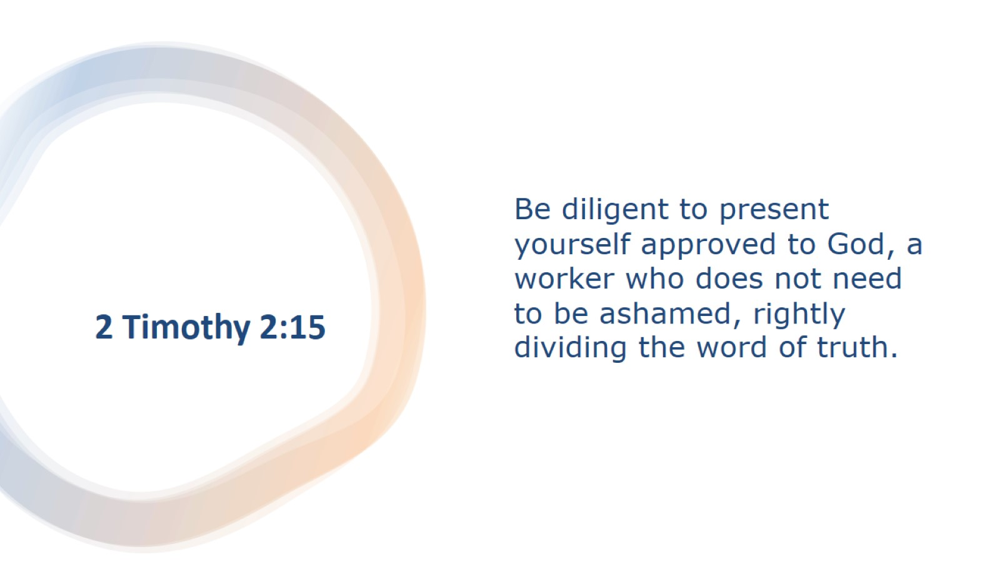 2 Timothy 2:15
Be diligent to present
yourself approved to God, a
worker who does not need
to be ashamed, rightly
dividing the word of truth.